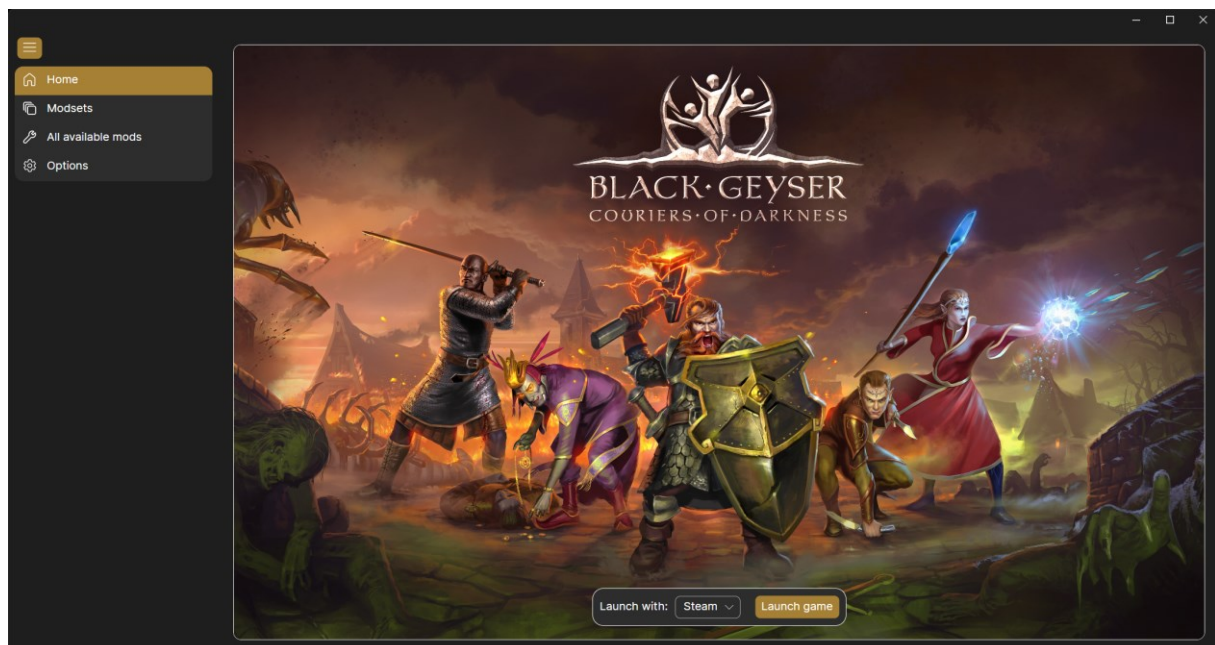 Home
Modsets
All available mods
Options
BLACK·GEYSER
COURIERS·OF·DARKNESS
Launch with: Steam Launch game